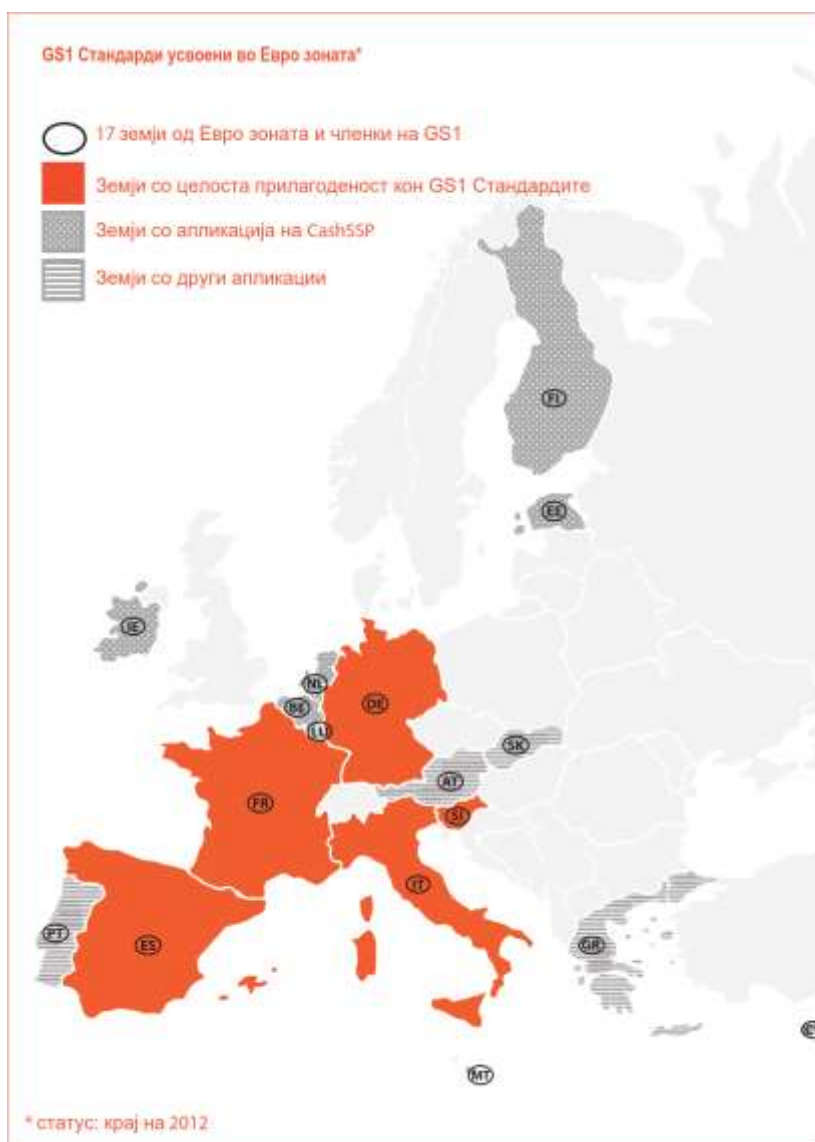 GS1 Стандарди усвоени во Евро зоната*
17 земји од Евро зоната и членки на GS1
Земји со целоста прилагоденост кон GS1 Стандардите
Земји со апликација на CashSSP
Земји со други апликации
FI
EE
IE
NL
BE
DE
LU
SK
AT
FR
SI
IT
PT
ES
GR
MT
* статус: крај на 2012